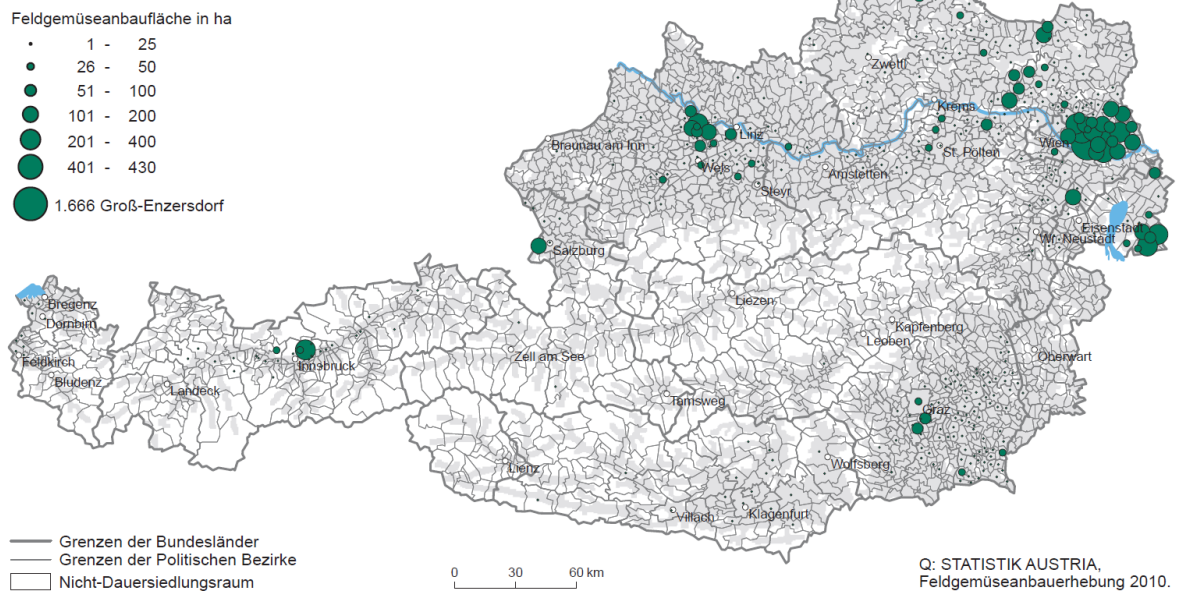 Feldgemüseanbaufläche in ha
1 - 25
26 - 50
51 - 100
101 - 200
201 - 400
401 - 430
1.666 Groß-Enzersdorf
Zwettl
Krems
Linz
Braunau am Inn
Wien
St. Pölten
Wels
Amstetten
Steyr
Eisenstadt
Wr. Neustadt
Salzburg
Bregenz
Liezen
Dornbirn
Kapfenberg
Leoben
Zell am See
Oberwart
Feldkirch
Innsbruck
Bludenz
Landeck
Tamsweg
Graz
Wolfsberg
Lienz
Villach
Klagenfurt
Grenzen der Bundesländer
Grenzen der Politischen Bezirke
Nicht-Dauersiedlungsraum
0 30 60 km
Q: STATISTIK AUSTRIA,
Feldgemüseanbauerhebung 2010.